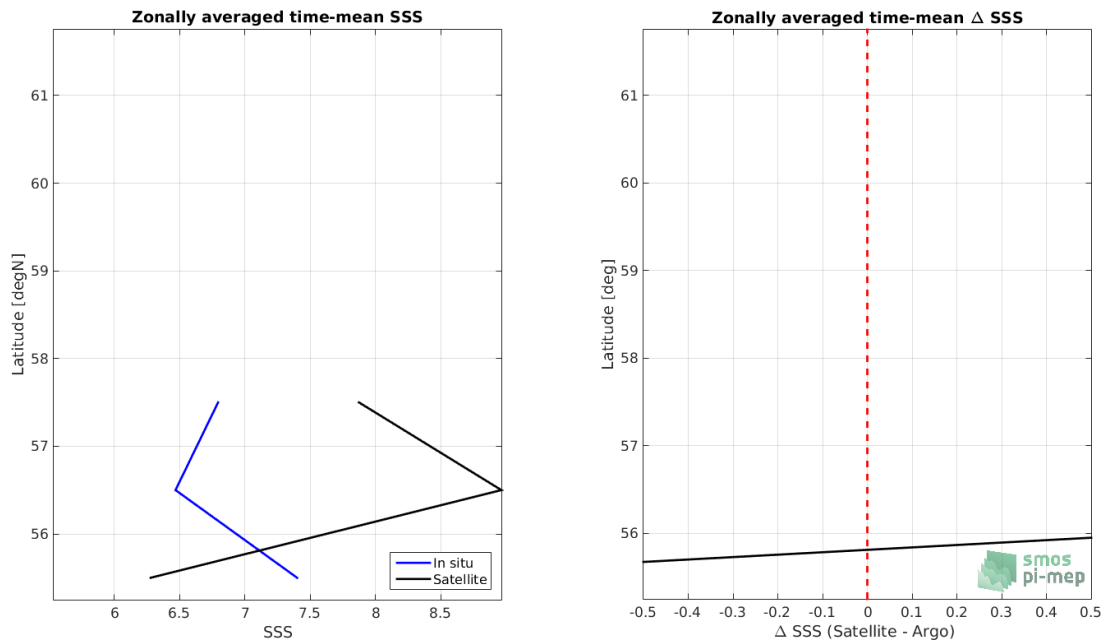 Zonally averaged time-mean SSS
61
60
59
58
57
56
Latitude [degN]
6
6.5
7
7.5
8
8.5
SSS
In situ
Satellite
Zonally averaged time-mean Δ SSS
61
60
59
58
57
56
Latitude [deg]
-0.5
-0.4
-0.3
-0.2
-0.1
0
0.1
0.2
0.3
0.4
0.5
Δ SSS (Satellite - Argo)
smos
pi-mep